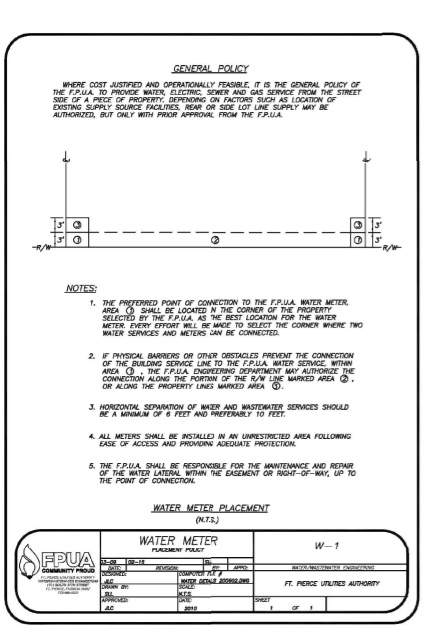 GENERAL POLICY
WHERE COST JUSTIFIED AND OPERATIONALLY FEASIBLE, IT IS THE GENERAL POLICY OF
THE F.P.U.A. TO PROVIDE WATER, ELECTRIC, SEWER AND GAS SERVICE FROM THE STREET
SIDE OF A PIECE OF PROPERTY. DEPENDING ON FACTORS SUCH AS LOCATION OF
EXISTING SUPPLY SOURCE FACILITIES, REAR OR SIDE LOT LINE SUPPLY MAY BE
AUTHORIZED, BUT ONLY WITH PRIOR APPROVAL FROM THE F.P.U.A.
3' ③ ③ 3'
3' ① ② ① 3'
R/W R/W
NOTES:
1. THE PREFERRED POINT OF CONNECTION TO THE F.P.U.A. WATER METER,
AREA ① SHALL BE LOCATED IN THE CORNER OF THE PROPERTY
SELECTED BY THE F.P.U.A. AS THE BEST LOCATION FOR THE WATER
METER. EVERY EFFORT WILL BE MADE TO SELECT THE CORNER WHERE TWO
WATER SERVICES AND METERS CAN BE CONNECTED.
2. IF PHYSICAL BARRIERS OR OTHER OBSTACLES PREVENT THE CONNECTION
OF THE BUILDING SERVICE LINE TO THE F.P.U.A. WATER SERVICE, WITHIN
AREA ①, THE F.P.U.A. ENGINEERING DEPARTMENT MAY AUTHORIZE THE
CONNECTION ALONG THE PORTION OF THE R/W LINE MARKED AREA ②,
OR ALONG THE PROPERTY LINES MARKED AREA ③.
3. HORIZONTAL SEPARATION OF WATER AND WASTEWATER SERVICES SHOULD
BE A MINIMUM OF 6 FEET AND PREFERABLY 10 FEET.
4. ALL METERS SHALL BE INSTALLED IN AN UNRESTRICTED AREA FOLLOWING
EASE OF ACCESS AND PROVIDING ADEQUATE PROTECTION.
5. THE F.P.U.A. SHALL BE RESPONSIBLE FOR THE MAINTENANCE AND REPAIR
OF THE WATER LATERAL WITHIN THE EASEMENT OR RIGHT-OF-WAY, UP TO
THE POINT OF CONNECTION.
WATER METER PLACEMENT
(N.T.S.)
FPUA
COMMUNITY PROUD
FT. PIERCE UTILITIES AUTHORITY
WATER METER
PLACEMENT POLICY
W-1
DATE: REVISION: BY: APPD:
WATER/WASTEWATER ENGINEERING
DESIGNED: JLC
COMPUTER FILE # WATER DETAILS 200902.DWG
FT. PIERCE UTILITIES AUTHORITY
DRAWN BY: SLL
SCALE: N.T.S.
APPROVED: JLC
DATE: 2010
SHEET 1 OF 1